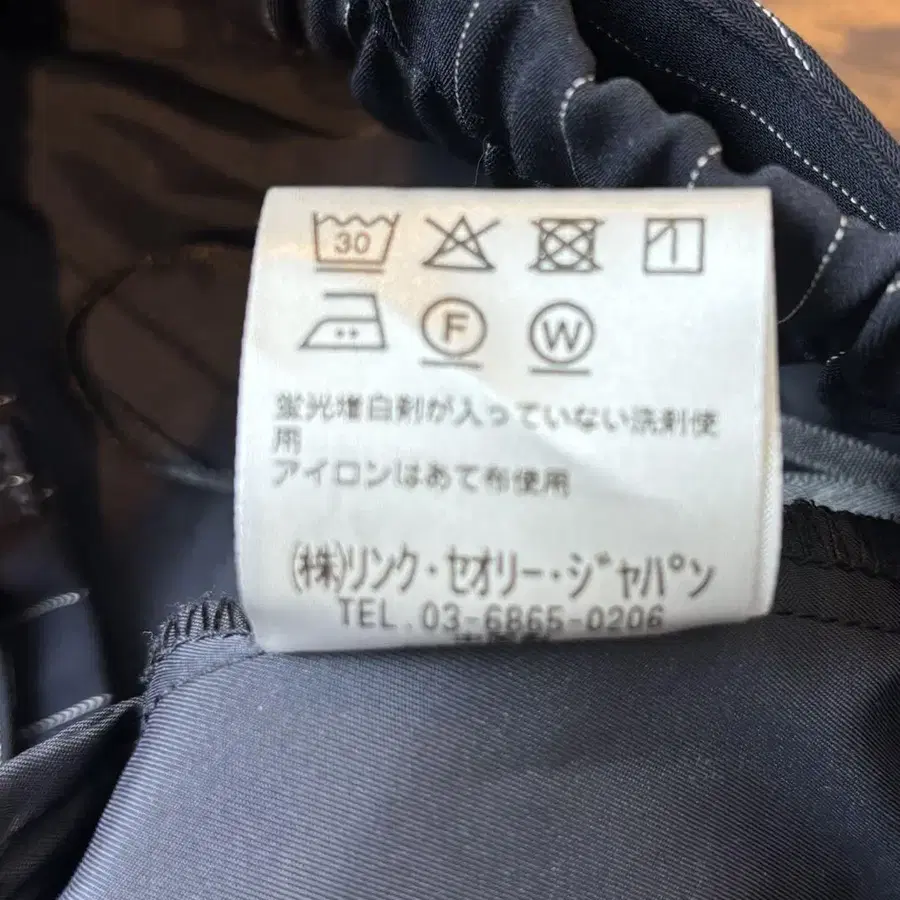 30
F W
蛍光増白剤が入っていない洗剤使
用
アイロンはあて布使用
(株)リンク・セオリー・ジャパン
TEL.03-6865-0206